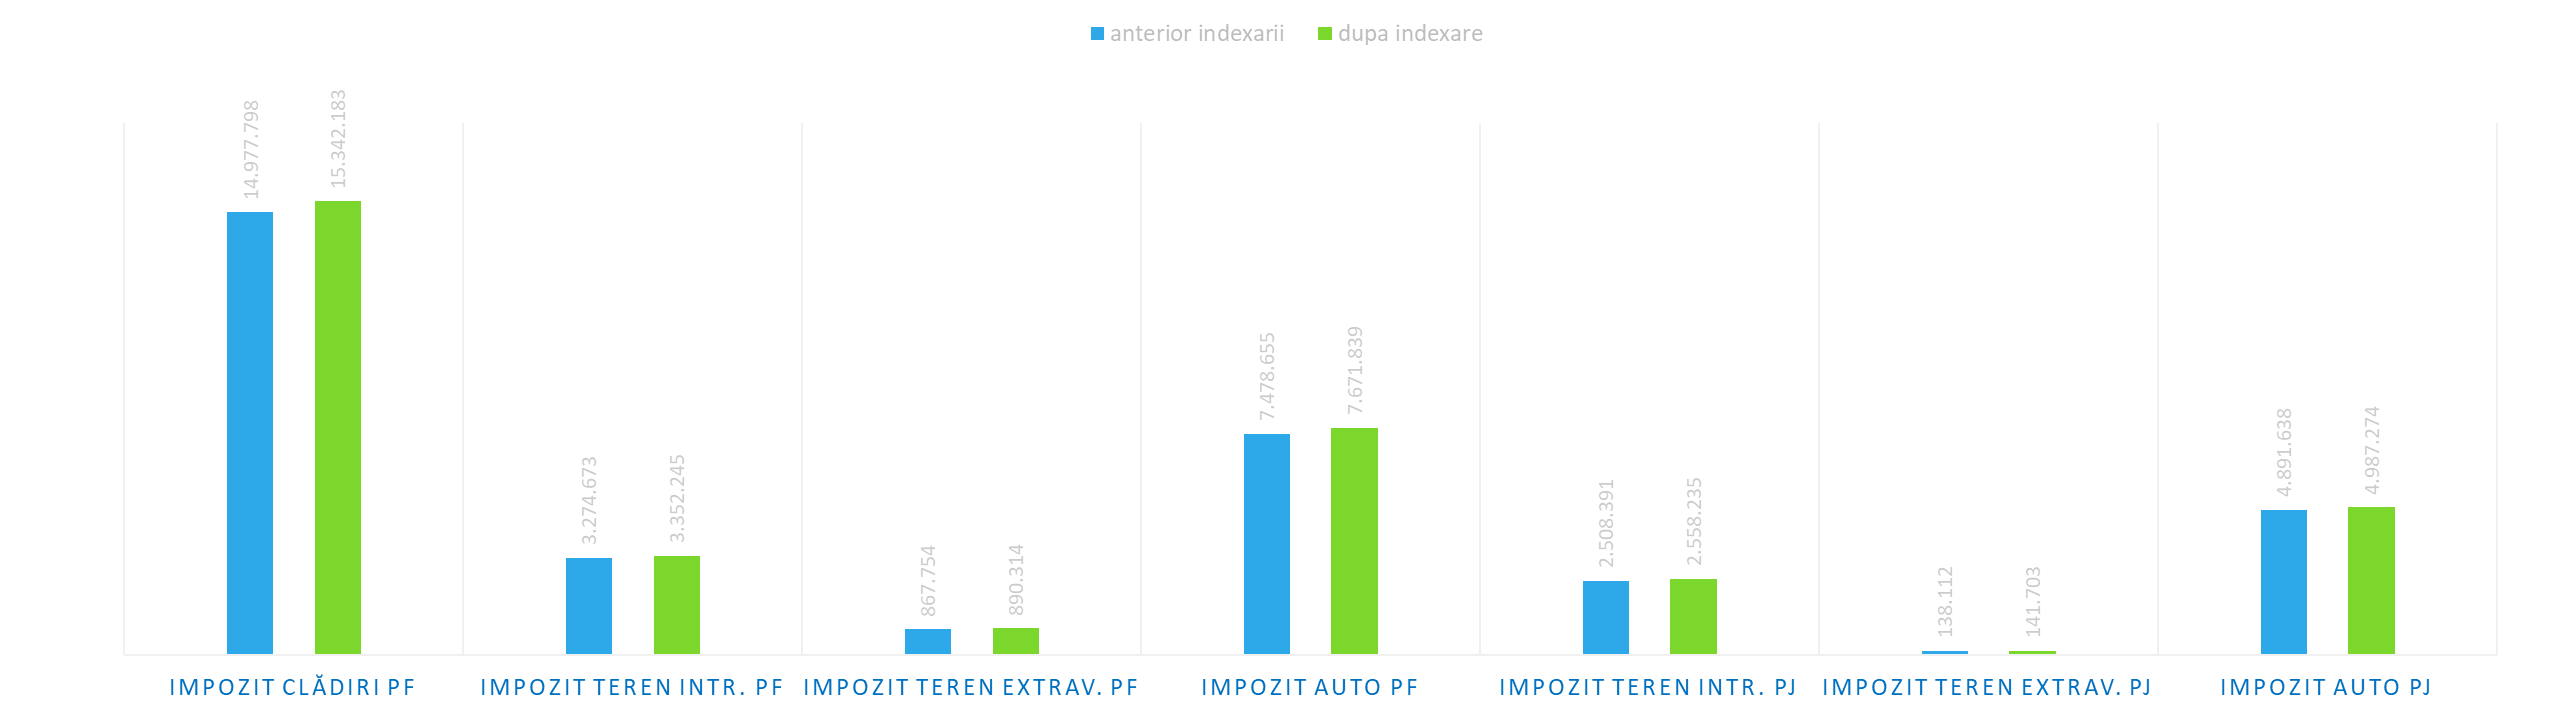 anterior indexarii
dupa indexare
14.977.798
15.342.183
3.274.673
3.352.245
867.754
890.314
7.478.655
7.671.839
2.508.391
2.558.235
138.112
141.703
4.891.638
4.987.274
IMPOZIT CLĂDIRI PF
IMPOZIT TEREN INTR. PF
IMPOZIT TEREN EXTRAV. PF
IMPOZIT AUTO PF
IMPOZIT TEREN INTR. PJ
IMPOZIT TEREN EXTRAV. PJ
IMPOZIT AUTO PJ